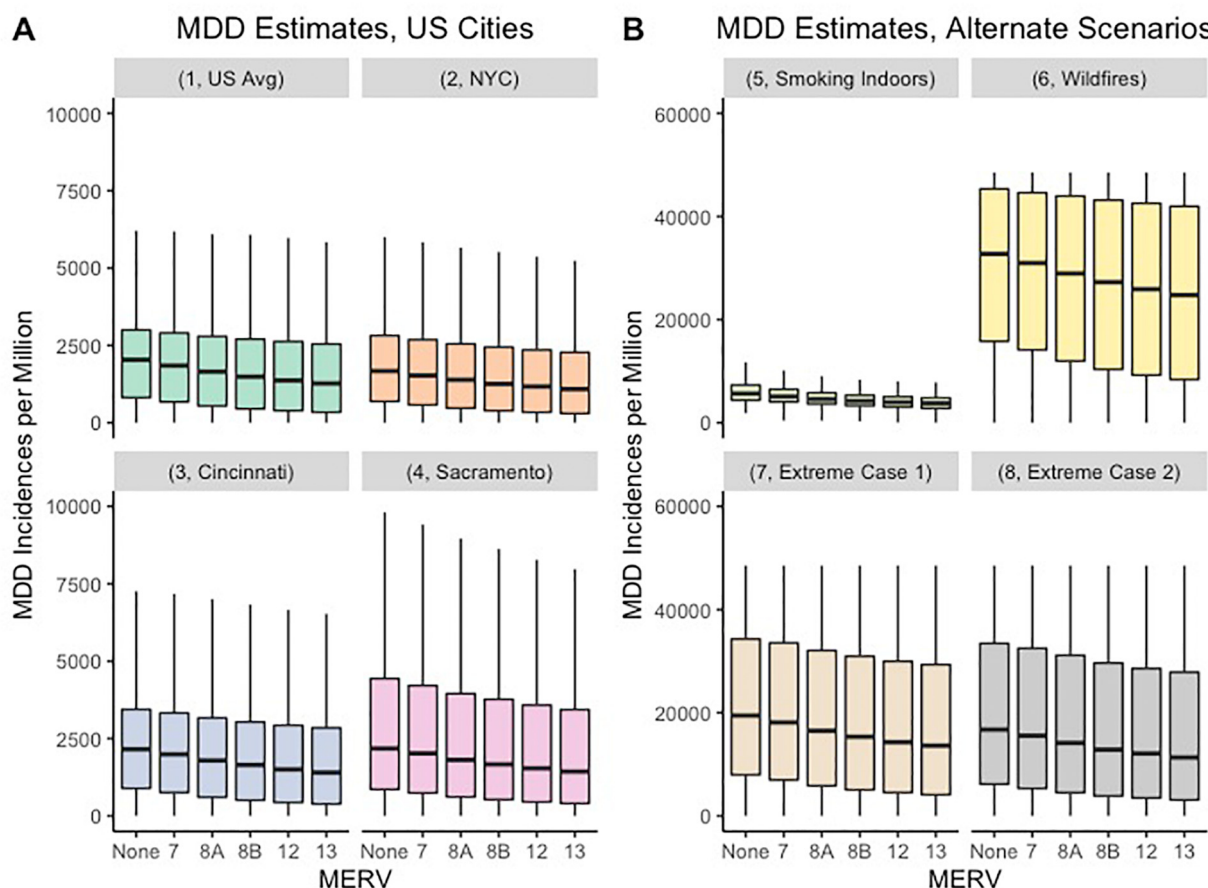 A
MDD Estimates, US Cities
MDD Incidences per Million
(1, US Avg)
(2, NYC)
10000
7500
5000
2500
0
(3, Cincinnati)
(4, Sacramento)
10000
7500
5000
2500
0
None 7 8A 8B 12 13
None 7 8A 8B 12 13
MERV
B
MDD Estimates, Alternate Scenarios
MDD Incidences per Million
(5, Smoking Indoors)
(6, Wildfires)
60000
40000
20000
0
(7, Extreme Case 1)
(8, Extreme Case 2)
60000
40000
20000
0
None 7 8A 8B 12 13
None 7 8A 8B 12 13
MERV